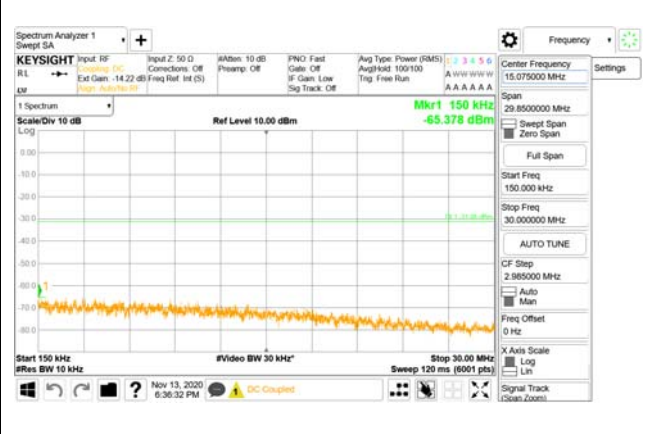 Spectrum Analyzer 1
Swept SA
Frequency
KEYSIGHT
RL
Input: RF
Coupling: DC
Ext Gain: -14.22 dB
Align: Auto/No RF
Input Z: 50 Ω
Corrections: Off
Freq Ref: Int (S)
#Atten: 10 dB
Preamp: Off
PNO: Fast
Gate: Off
IF Gain: Low
Sig Track: Off
Avg Type: Power (RMS)
Avg|Hold: 100/100
Trig: Free Run
1 2 3 4 5 6
A W W W W W
A A A A A A
1 Spectrum
Scale/Div 10 dB
Ref Level 10.00 dBm
Mkr1 150 kHz
-65.378 dBm
Log
0.00
-10.0
-20.0
-30.0
-40.0
-50.0
-60.0
-70.0
-80.0
1
Start 150 kHz
#Res BW 10 kHz
#Video BW 30 kHz*
Stop 30.00 MHz
Sweep 120 ms (6001 pts)
Nov 13, 2020
6:36:32 PM
DC Coupled
Center Frequency
15.075000 MHz
Settings
Span
29.8500000 MHz
Swept Span
Zero Span
Full Span
Start Freq
150.000 kHz
Stop Freq
30.000000 MHz
AUTO TUNE
CF Step
2.985000 MHz
Auto
Man
Freq Offset
0 Hz
X Axis Scale
Log
Lin
Signal Track
(Span Zoom)